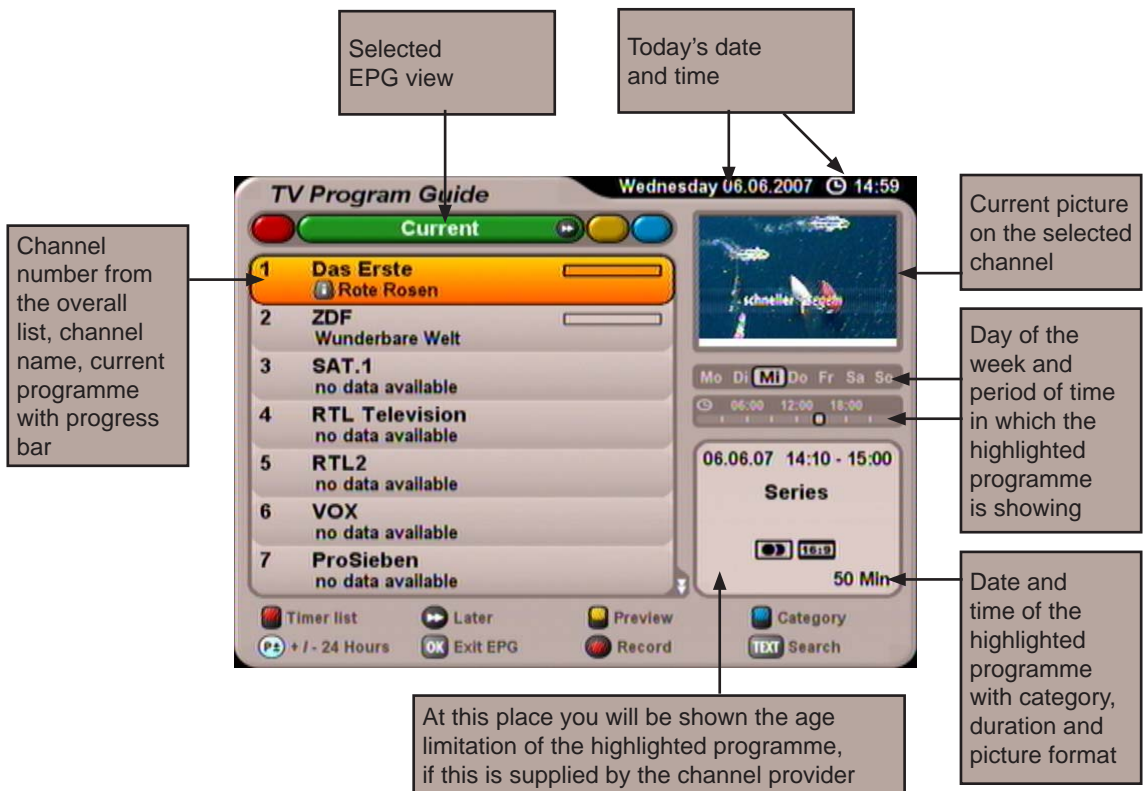 Selected
EPG view
Today's date
and time
Channel
number from
the overall
list, channel
name, current
programme
with progress
bar
TV Program Guide
Wednesday 06.06.2007 14:59
Current
1 Das Erste
Rote Rosen
2 ZDF
Wunderbare Welt
3 SAT.1
no data available
4 RTL Television
no data available
5 RTL2
no data available
6 VOX
no data available
7 ProSieben
no data available
schneller segeln
Mo Di Mi Do Fr Sa So
06:00 12:00 18:00
06.06.07 14:10 - 15:00
Series
16:9
50 Min
Timer list Later Preview Category
P± + / - 24 Hours OK Exit EPG Record TEXT Search
Current picture
on the selected
channel
Day of the
week and
period of time
in which the
highlighted
programme
is showing
Date and
time of the
highlighted
programme
with category,
duration and
picture format
At this place you will be shown the age
limitation of the highlighted programme,
if this is supplied by the channel provider